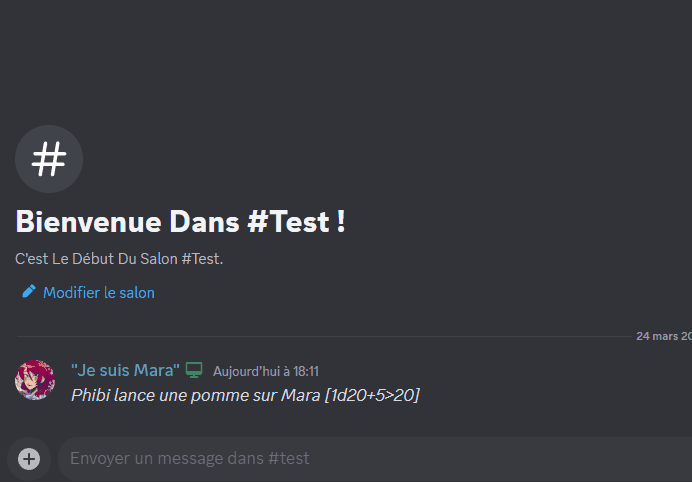 Bienvenue Dans #Test !
C'est Le Début Du Salon #Test.
Modifier le salon
24 mars 20
"Je suis Mara" Aujourd'hui à 18:11
Phibi lance une pomme sur Mara [1d20+5>20]
Envoyer un message dans #test